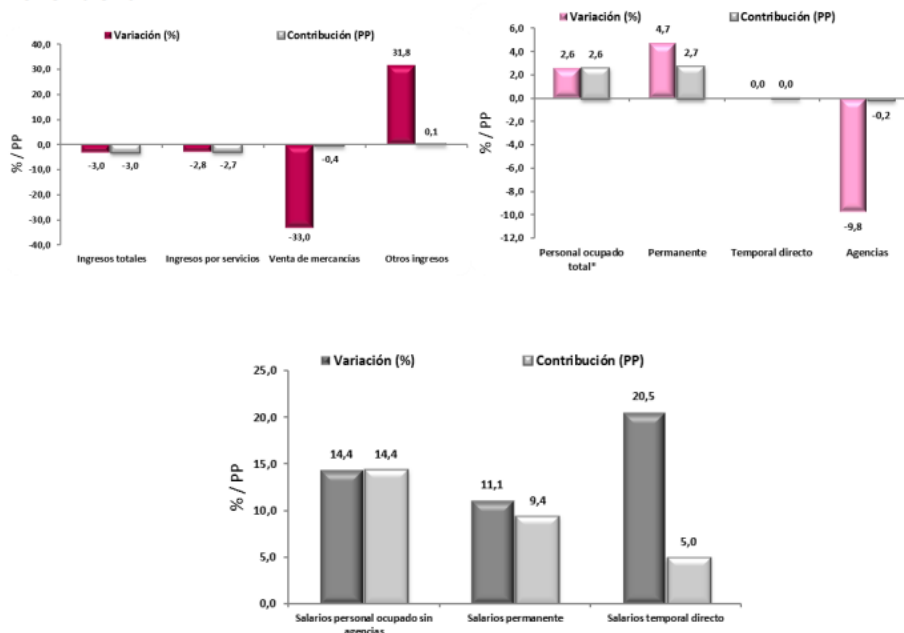 Variación (%) Contribución (PP)
40,0
30,0
20,0
10,0
0,0
-10,0
-20,0
-30,0
-40,0
% / PP
-3,0 -3,0 -2,8 -2,7 -33,0 -0,4 31,8 0,1
Ingresos totales Ingresos por servicios Venta de mercancías Otros ingresos
Variación (%) Contribución (PP)
6,0
4,0
2,0
0,0
-2,0
-4,0
-6,0
-8,0
-10,0
-12,0
% / PP
2,6 2,6 4,7 2,7 0,0 0,0 -9,8 -0,2
Personal ocupado Permanente Temporal directo Agencias
total*
Variación (%) Contribución (PP)
25,0
20,0
15,0
10,0
5,0
0,0
% / PP
14,4 14,4 11,1 9,4 20,5 5,0
Salarios personal ocupado sin Salarios permanente Salarios temporal directo
agencias